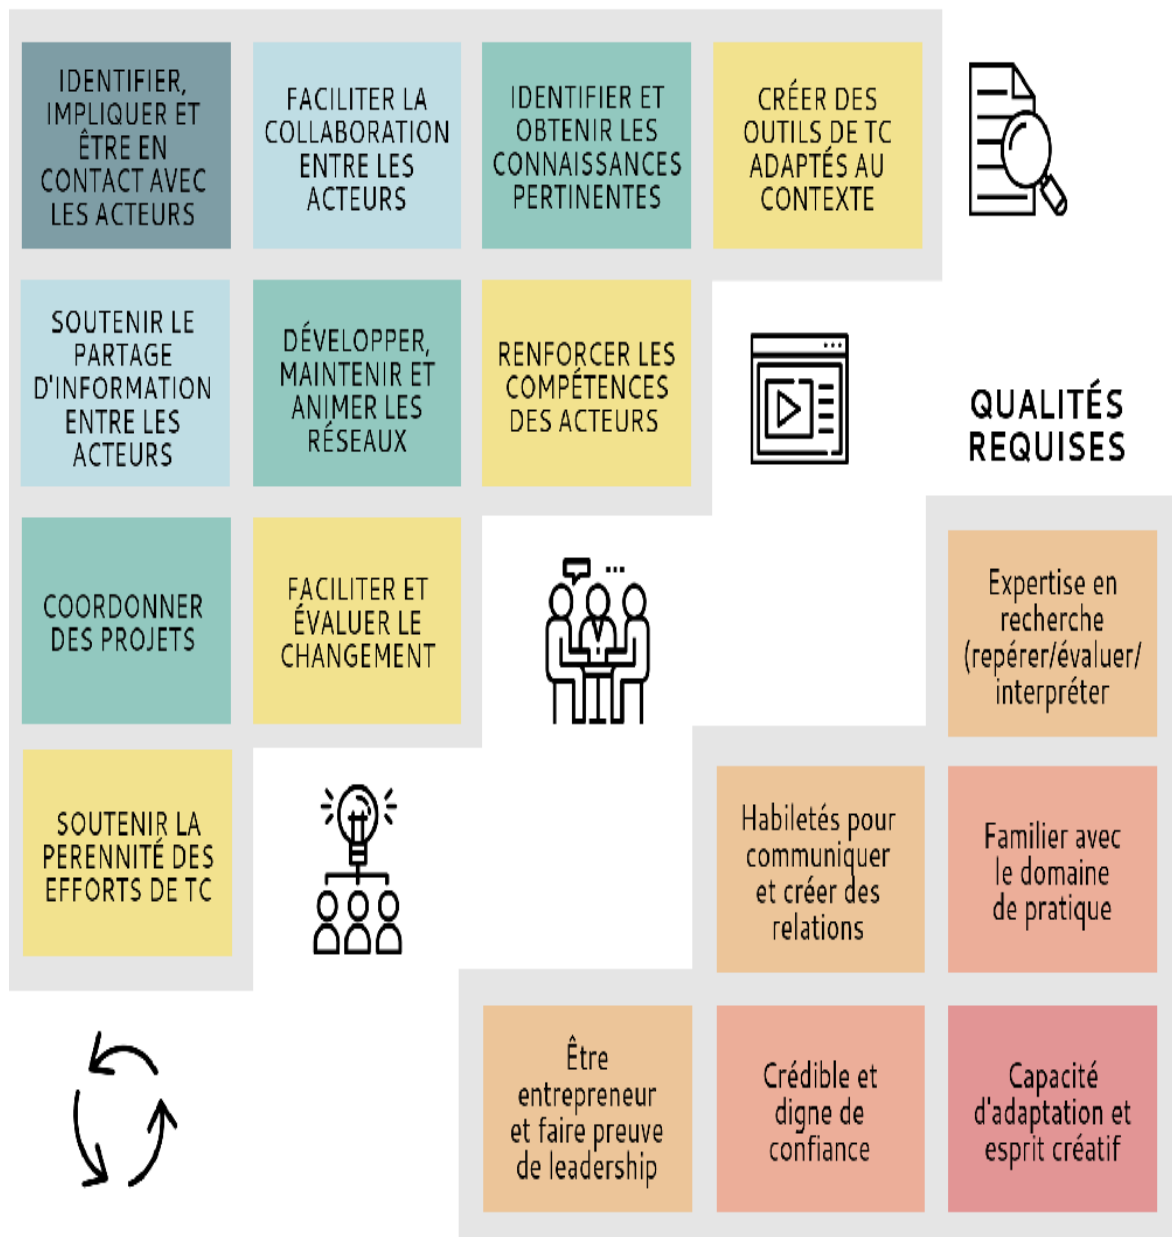 IDENTIFIER,
IMPLIQUER ET
ÊTRE EN
CONTACT AVEC
LES ACTEURS
FACILITER LA
COLLABORATION
ENTRE LES
ACTEURS
IDENTIFIER ET
OBTENIR LES
CONNAISSANCES
PERTINENTES
CRÉER DES
OUTILS DE TC
ADAPTÉS AU
CONTEXTE
SOUTENIR LE
PARTAGE
D'INFORMATION
ENTRE LES
ACTEURS
DÉVELOPPER,
MAINTENIR ET
ANIMER LES
RÉSEAUX
RENFORCER LES
COMPÉTENCES
DES ACTEURS
COORDONNER
DES PROJETS
FACILITER ET
ÉVALUER LE
CHANGEMENT
SOUTENIR LA
PERENNITÉ DES
EFFORTS DE TC
QUALITÉS
REQUISES
Expertise en
recherche
(repérer/évaluer/
interpréter
Habiletés pour
communiquer
et créer des
relations
Familier avec
le domaine
de pratique
Être
entrepreneur
et faire preuve
de leadership
Crédible et
digne de
confiance
Capacité
d'adaptation et
esprit créatif